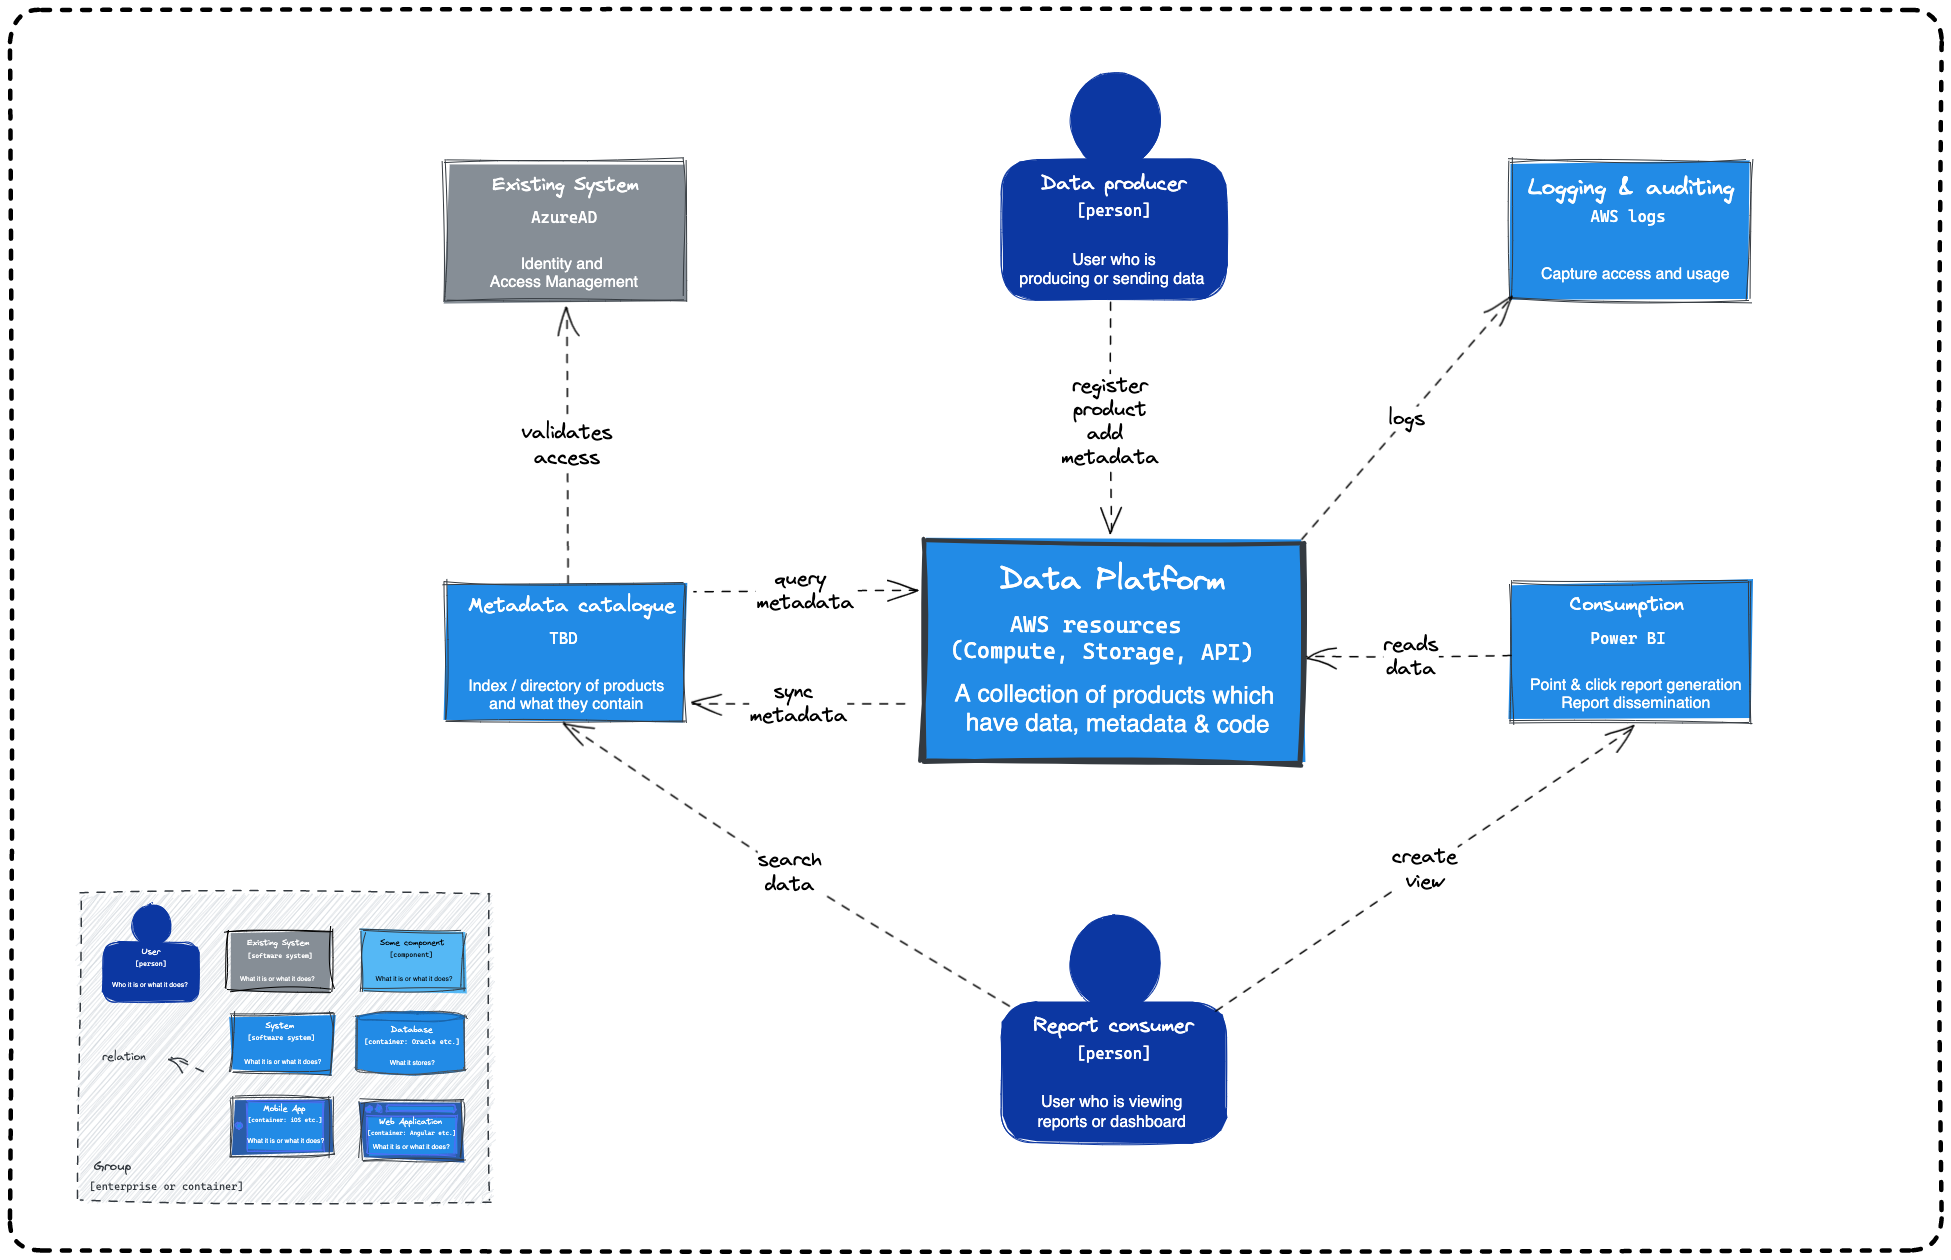 Existing System
AzureAD
Identity and
Access Management
Data producer
[person]
User who is
producing or sending data
Logging & auditing
AWS logs
Capture access and usage
validates
access
register
product
add
metadata
logs
Metadata catalogue
TBD
Index / directory of products
and what they contain
query
metadata
sync
metadata
Data Platform
AWS resources
(Compute, Storage, API)
A collection of products which
have data, metadata & code
reads
data
Consumption
Power BI
Point & click report generation
Report dissemination
search
data
create
view
Report consumer
[person]
User who is viewing
reports or dashboard
User
[person]
Who it is or what it does?
Existing System
[software system]
What it is or what it does?
Some component
[component]
What it is or what it does?
relation
System
[software system]
What it is or what it does?
Database
[container: Oracle etc.]
What it stores?
Mobile App
[container: iOS etc.]
What it is or what it does?
Web Application
[container: Angular etc.]
What it is or what it does?
Group
[enterprise or container]